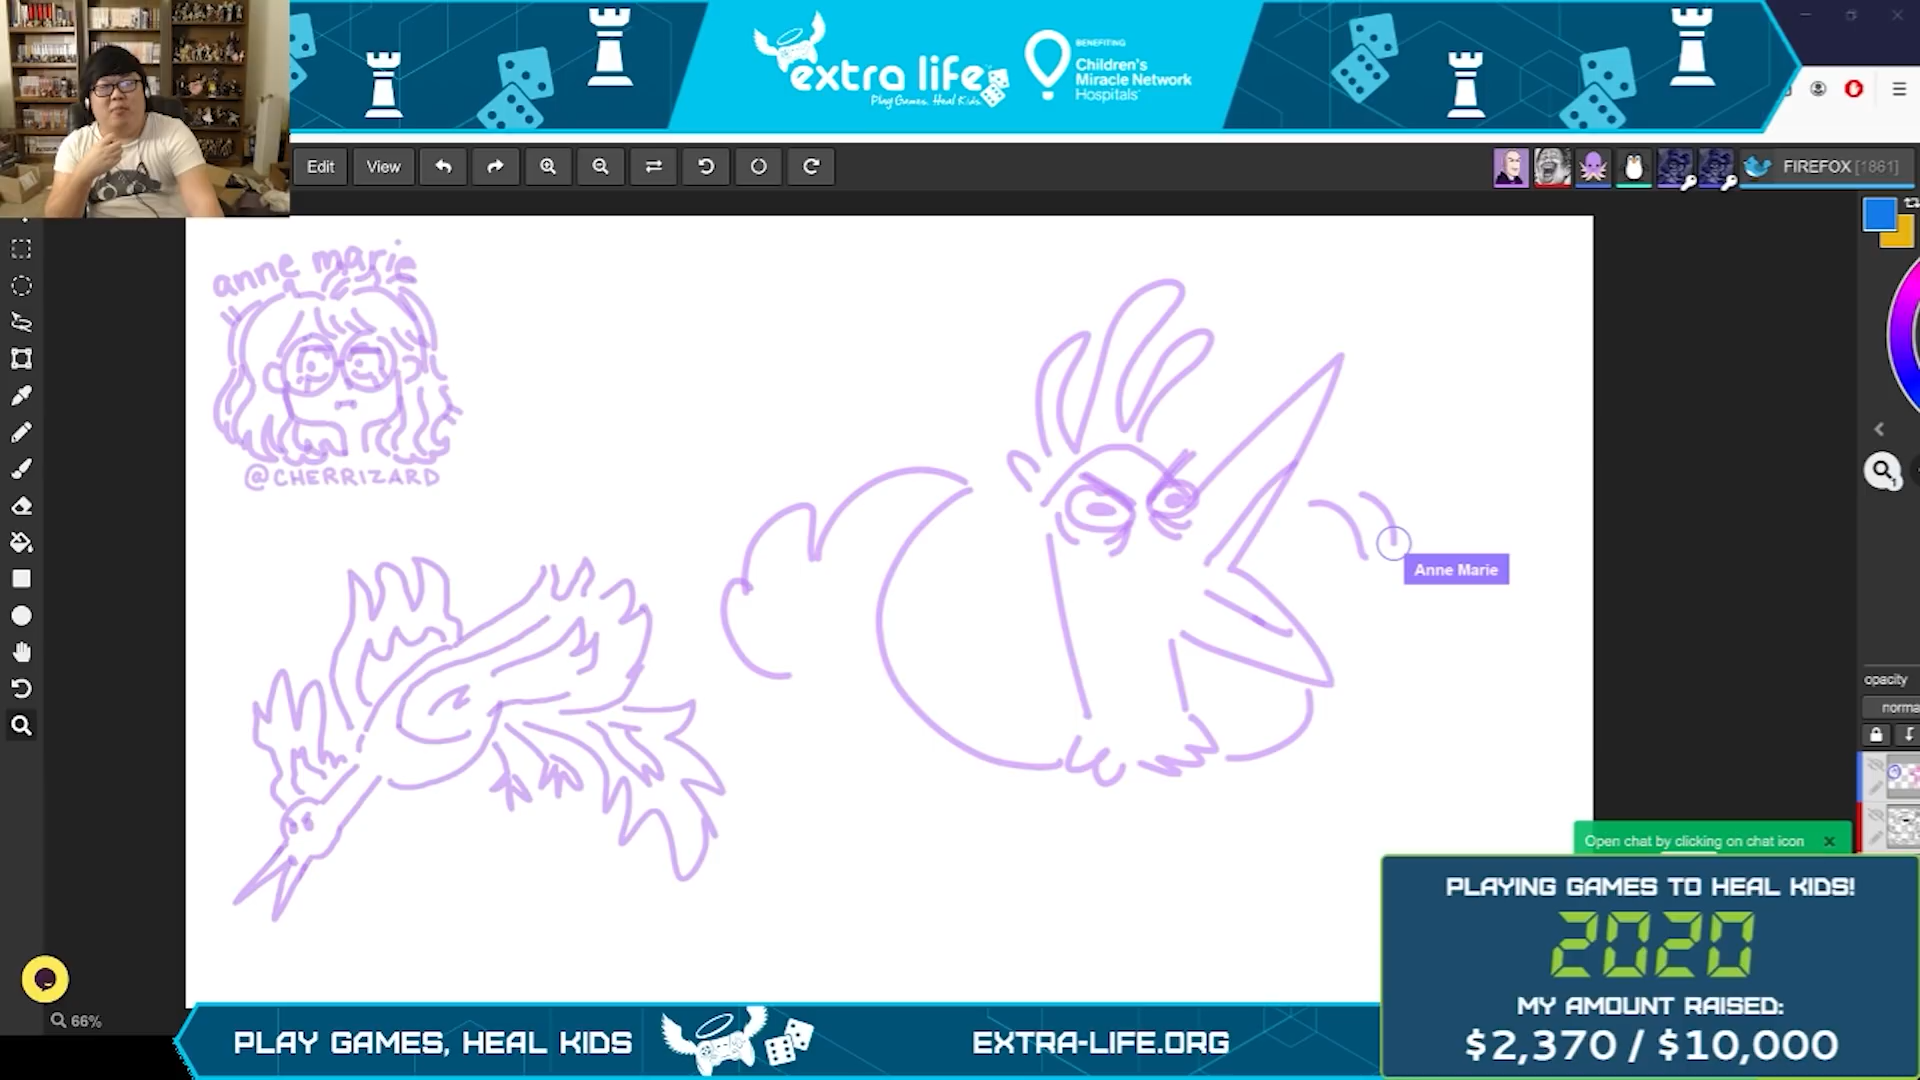 extra life
Play Games. Heal Kids.
BENEFITING
Children's
Miracle Network
Hospitals
Edit
View
FIREFOX [1861]
anne marie
@CHERRIZARD
Anne Marie
opacity
norma
Open chat by clicking on chat icon
PLAYING GAMES TO HEAL KIDS!
2020
MY AMOUNT RAISED:
$2,370 / $10,000
66%
PLAY GAMES, HEAL KIDS
EXTRA-LIFE.ORG